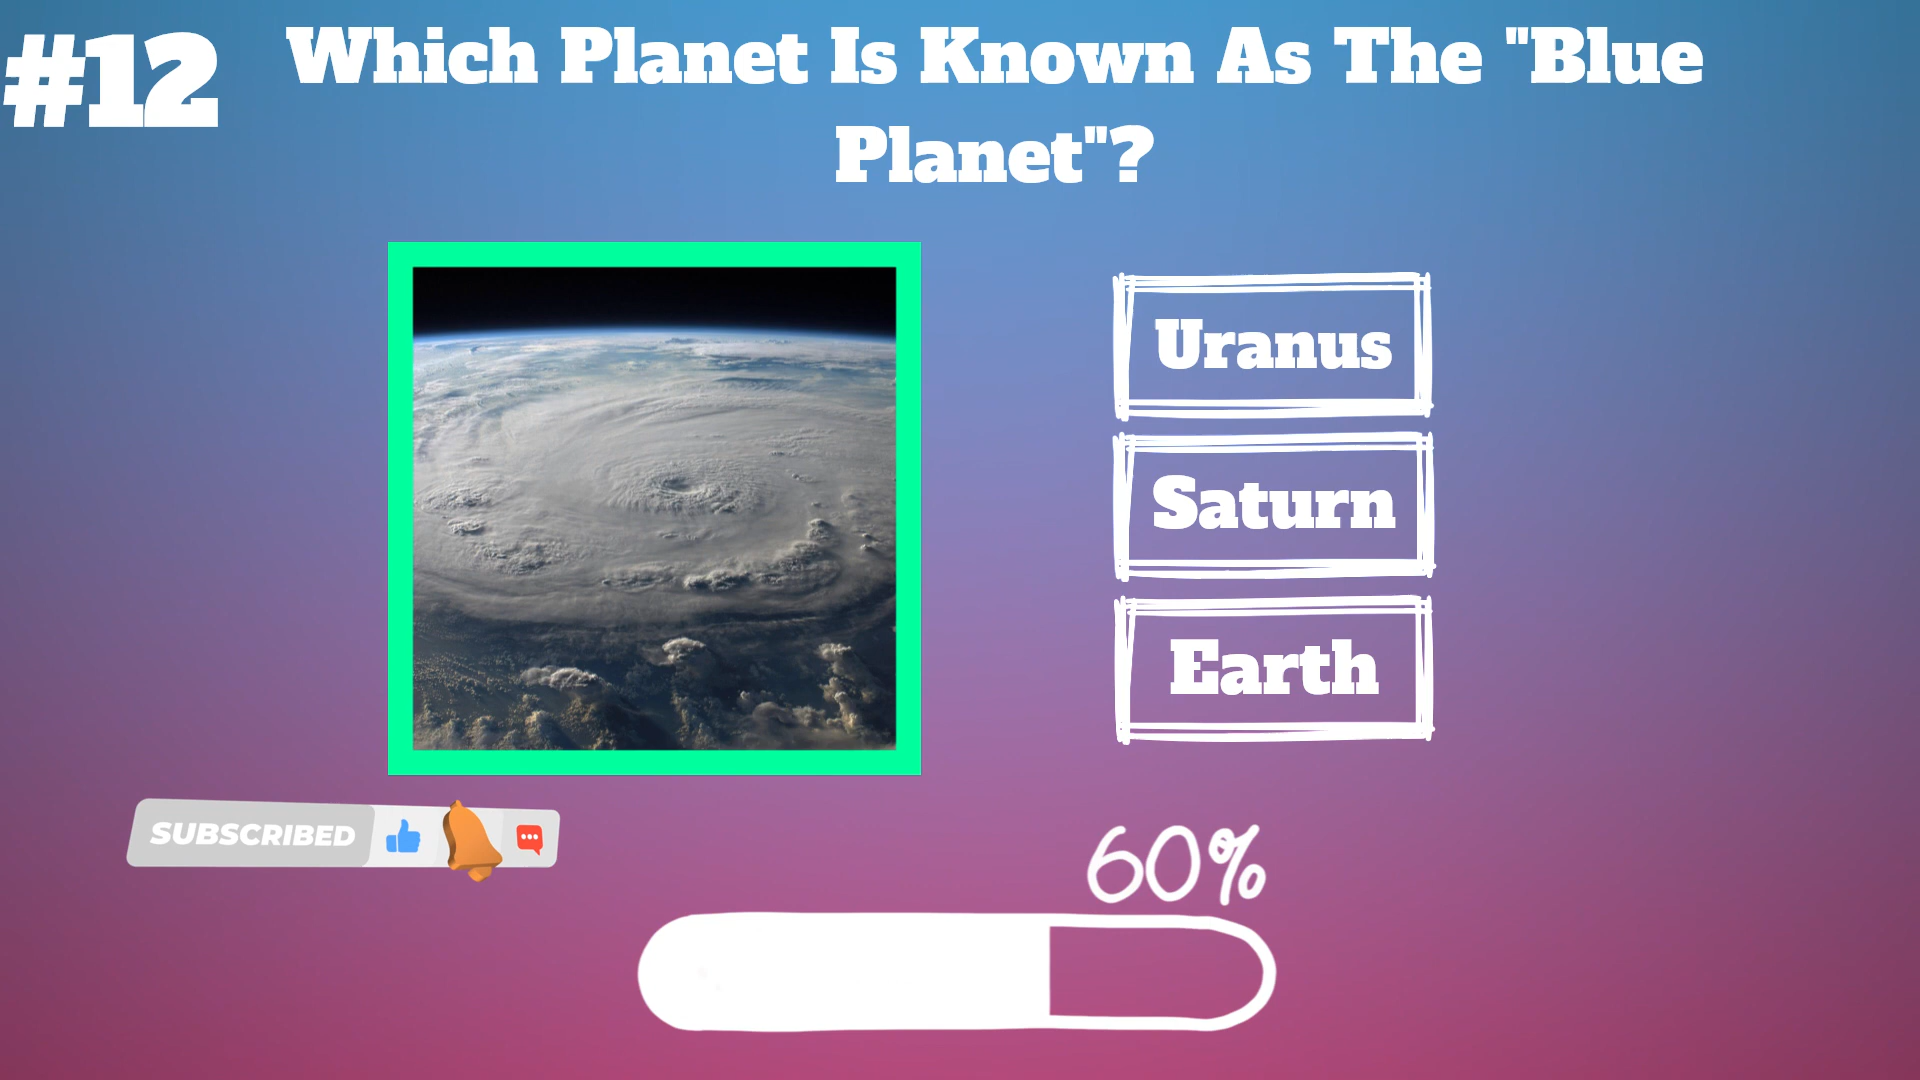 #12
Which Planet Is Known As The "Blue
Planet"?
Uranus
Saturn
Earth
SUBSCRIBED
60%